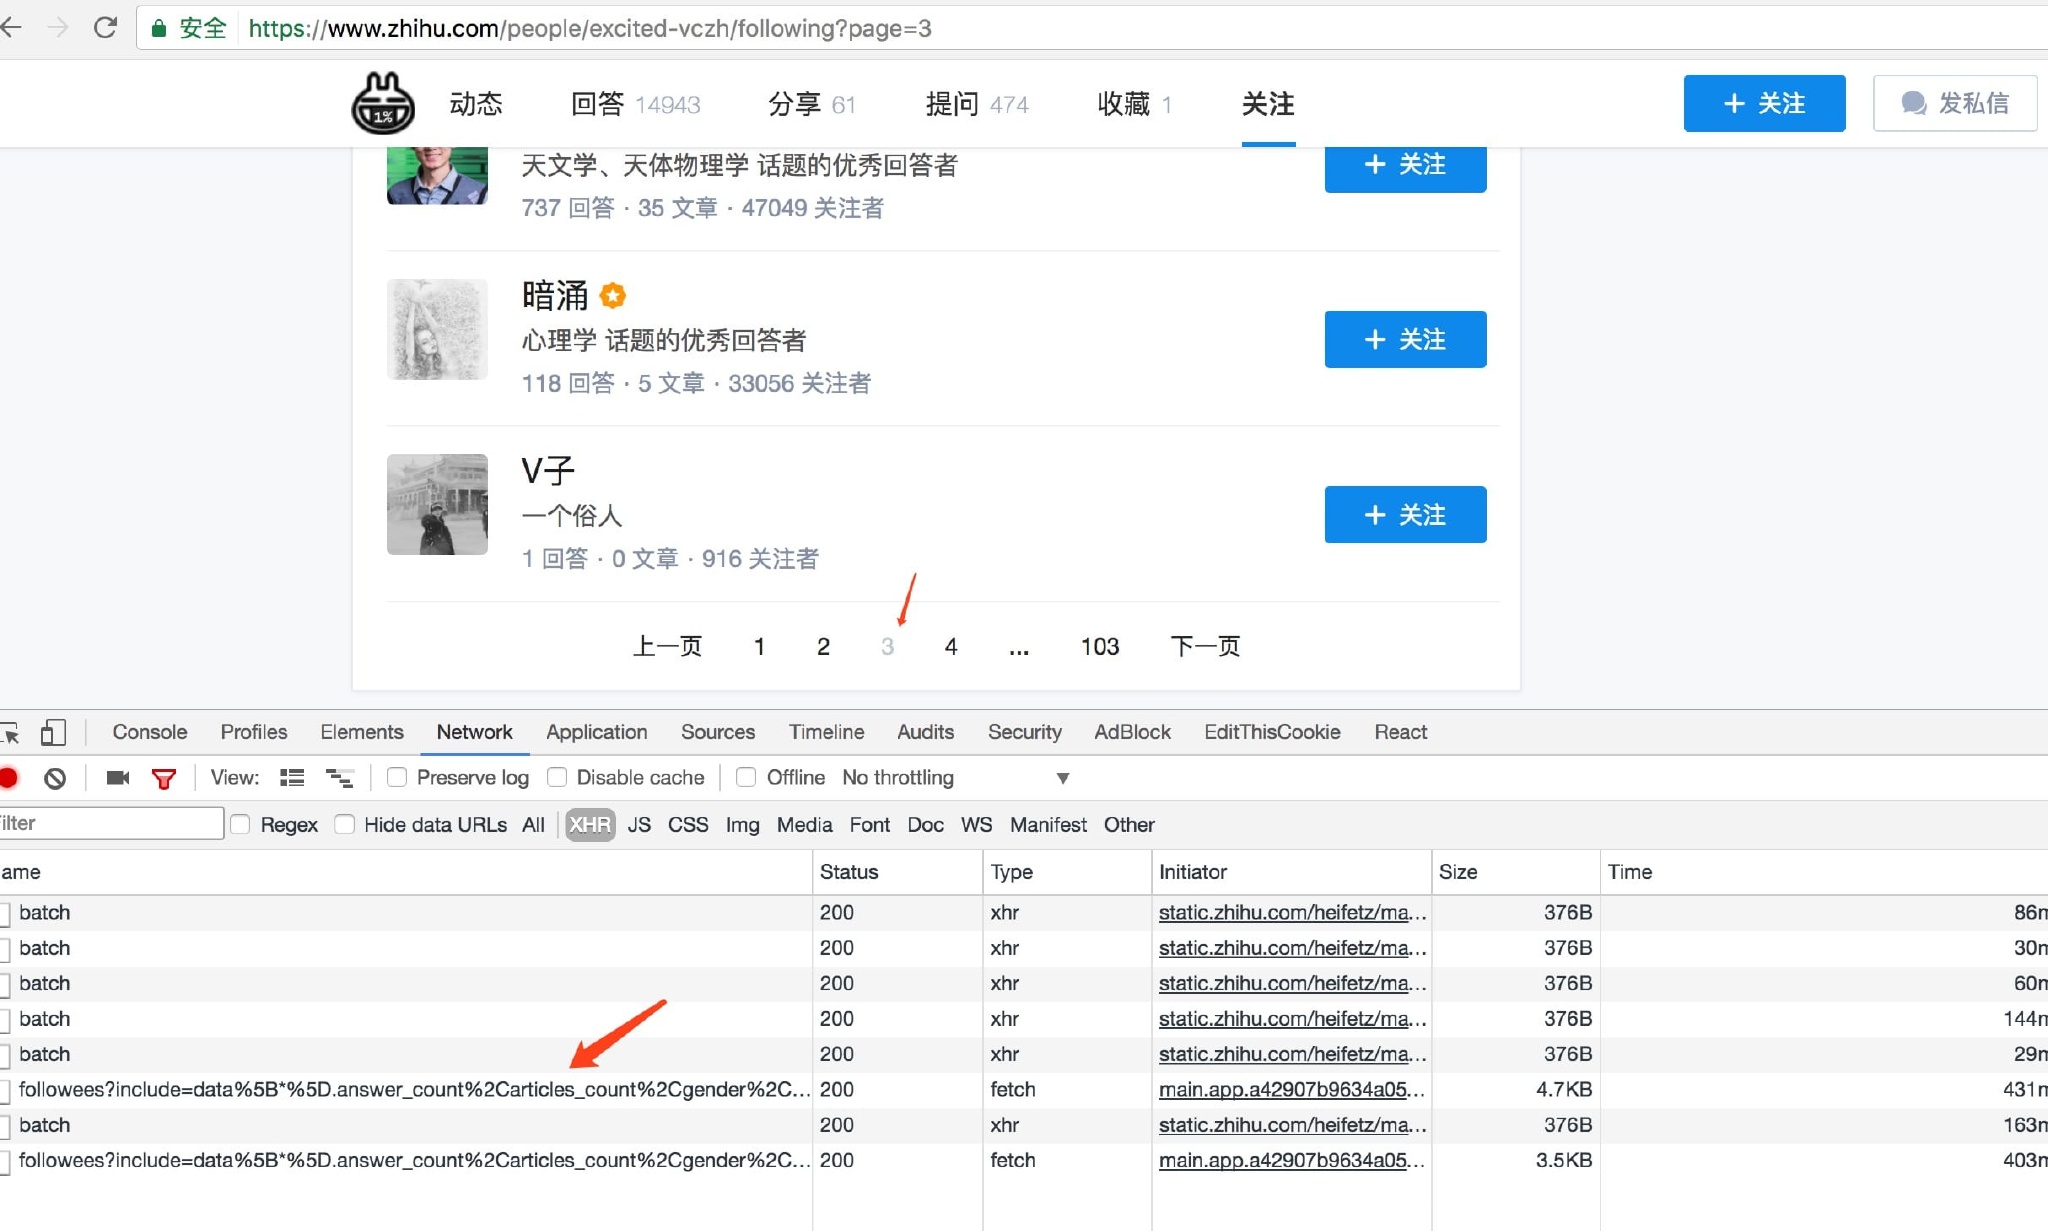 安全 https://www.zhihu.com/people/excited-vczh/following?page=3
1% 动态 回答 14943 分享 61 提问 474 收藏 1 关注 + 关注 发私信
天文学、天体物理学 话题的优秀回答者 + 关注
737 回答 · 35 文章 · 47049 关注者
暗涌
心理学 话题的优秀回答者 + 关注
118 回答 · 5 文章 · 33056 关注者
V子
一个俗人 + 关注
1 回答 · 0 文章 · 916 关注者
上一页 1 2 3 4 ... 103 下一页
Console Profiles Elements Network Application Sources Timeline Audits Security AdBlock EditThisCookie React
View: Preserve log Disable cache Offline No throttling
ilter Regex Hide data URLs All XHR JS CSS Img Media Font Doc WS Manifest Other
ame Status Type Initiator Size Time
batch 200 xhr static.zhihu.com/heifetz/ma... 376B 86m
batch 200 xhr static.zhihu.com/heifetz/ma... 376B 30m
batch 200 xhr static.zhihu.com/heifetz/ma... 376B 60m
batch 200 xhr static.zhihu.com/heifetz/ma... 376B 144m
batch 200 xhr static.zhihu.com/heifetz/ma... 376B 29m
followees?include=data%5B*%5D.answer_count%2Carticles_count%2Cgender%2C... 200 fetch main.app.a42907b9634a05... 4.7KB 431m
batch 200 xhr static.zhihu.com/heifetz/ma... 376B 163m
followees?include=data%5B*%5D.answer_count%2Carticles_count%2Cgender%2C... 200 fetch main.app.a42907b9634a05... 3.5KB 403m